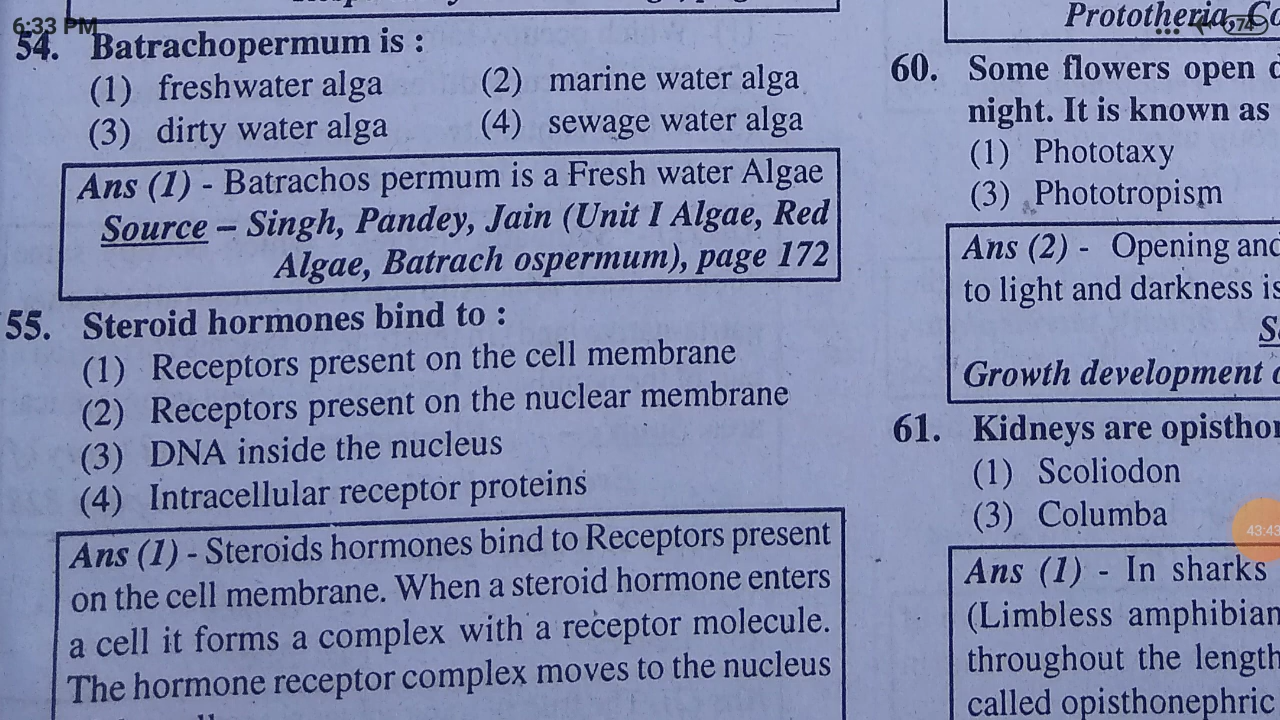 6:33 PM
54. Batrachopermum is :
(1) freshwater alga (2) marine water alga
(3) dirty water alga (4) sewage water alga
Ans (1) - Batrachos permum is a Fresh water Algae
Source – Singh, Pandey, Jain (Unit I Algae, Red
Algae, Batrach ospermum), page 172
55. Steroid hormones bind to :
(1) Receptors present on the cell membrane
(2) Receptors present on the nuclear membrane
(3) DNA inside the nucleus
(4) Intracellular receptor proteins
Ans (1) - Steroids hormones bind to Receptors present
on the cell membrane. When a steroid hormone enters
a cell it forms a complex with a receptor molecule.
The hormone receptor complex moves to the nucleus
Prototheria, Co
74
60. Some flowers open d
night. It is known as
(1) Phototaxy
(3) Phototropism
Ans (2) - Opening and
to light and darkness is
S
Growth development
61. Kidneys are opisthon
(1) Scoliodon
(3) Columba
43:43
Ans (1) - In sharks
(Limbless amphibian
throughout the length
called opisthonephric